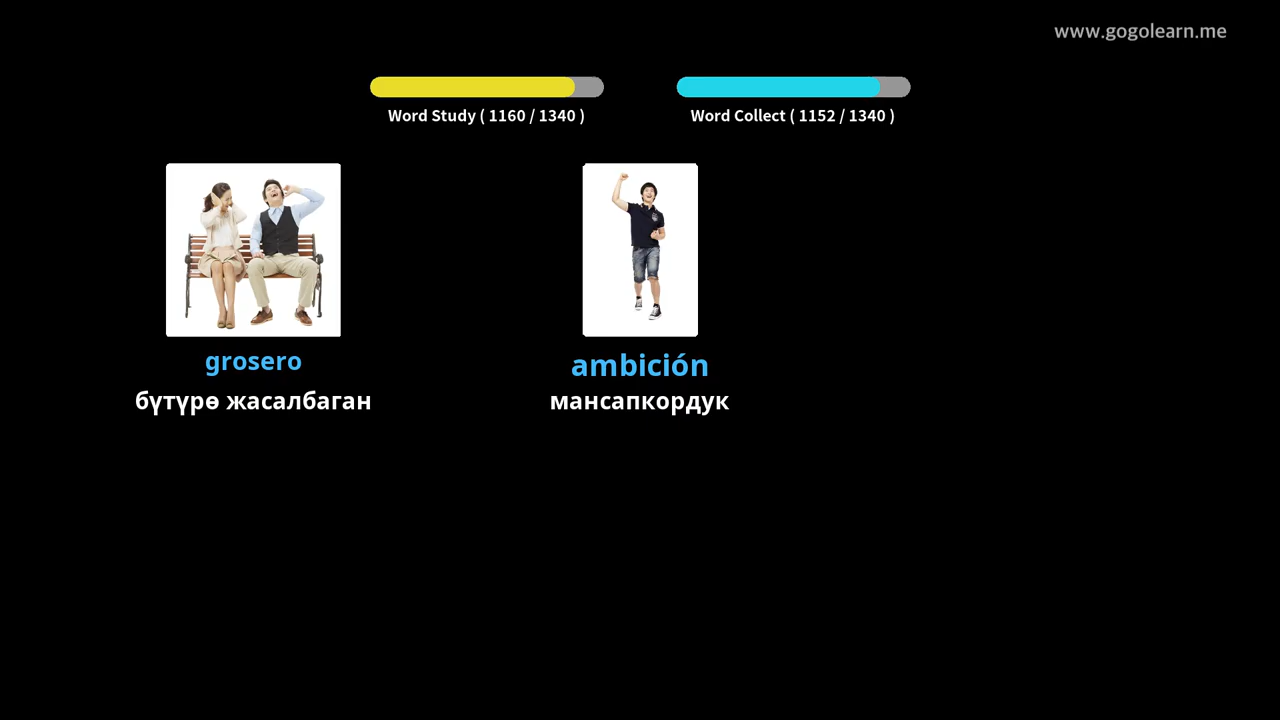 www.gogolearn.me
Word Study ( 1160 / 1340 )
Word Collect ( 1152 / 1340 )
grosero
бүтүрө жасалбаган
ambición
мансапкордук